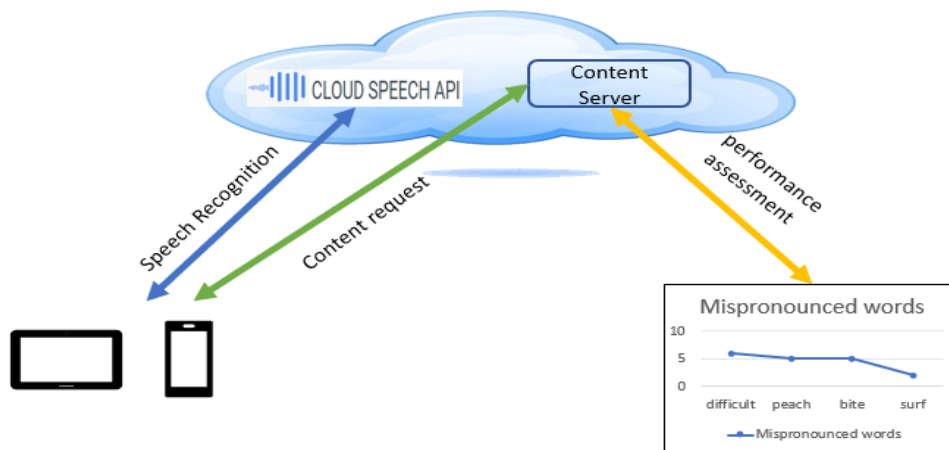 CLOUD SPEECH API
Content
Server
Speech Recognition
Content request
performance
assessment
Mispronounced words
10
5
0
difficult peach bite surf
Mispronounced words